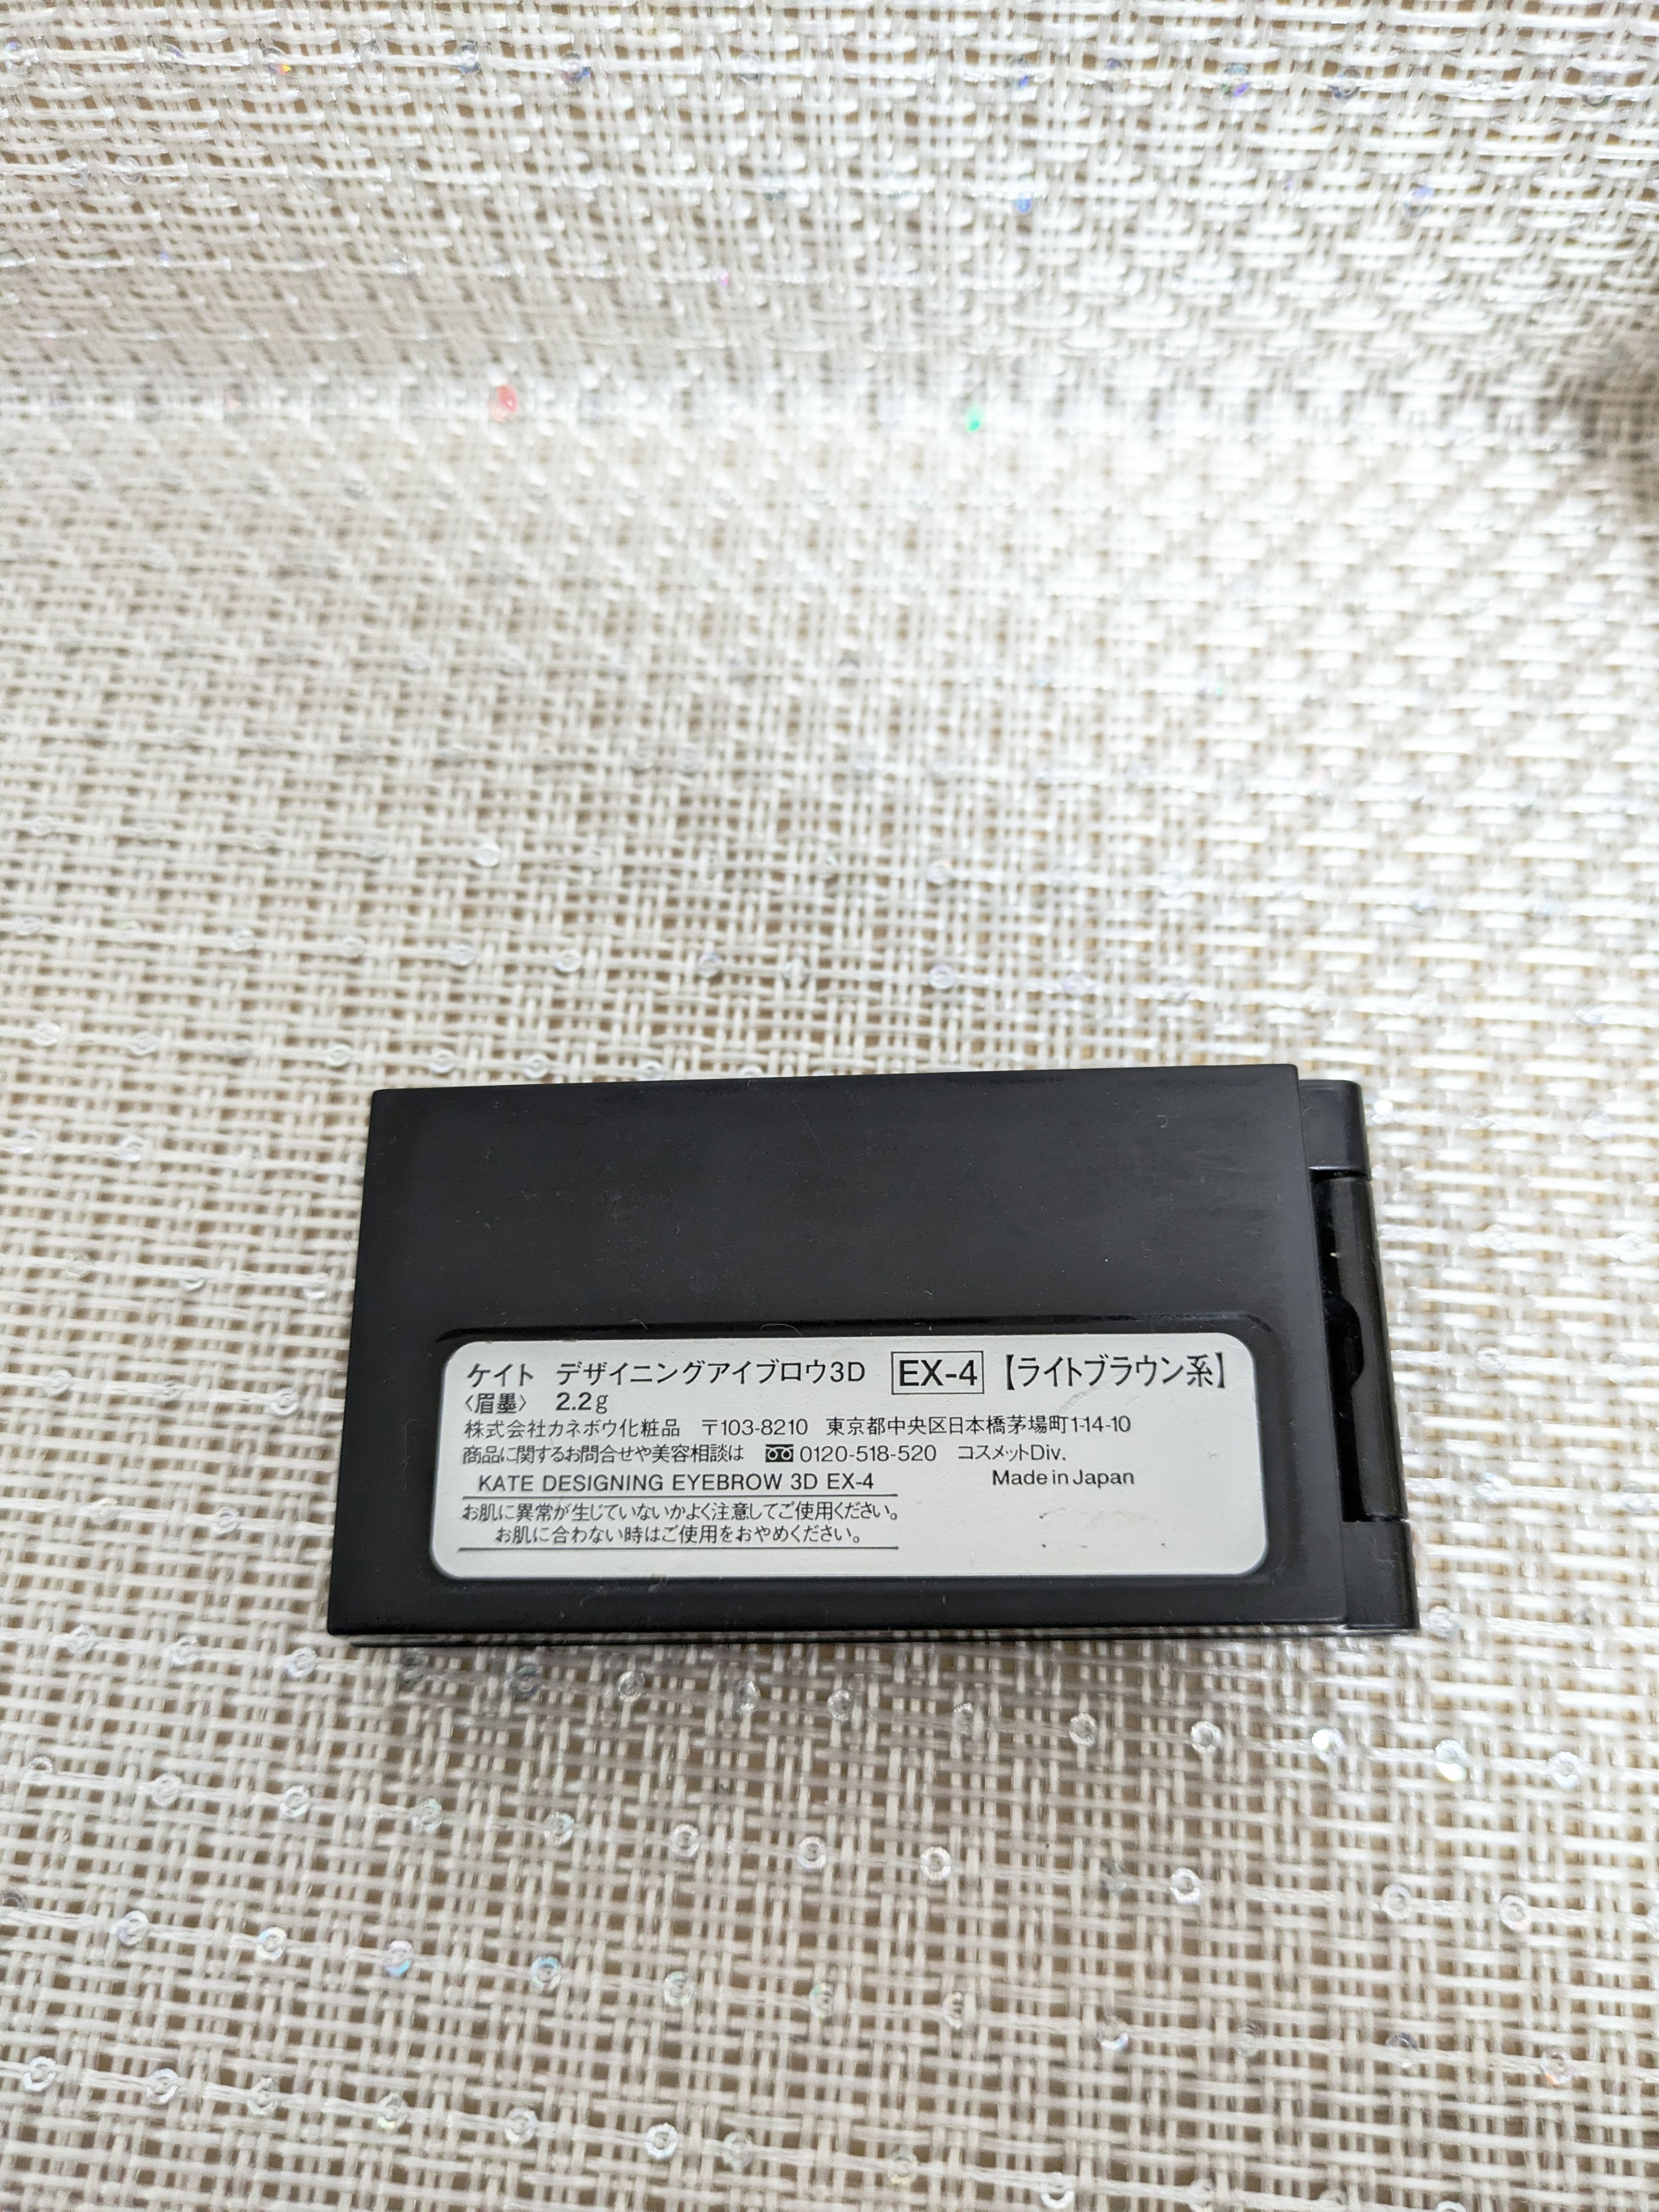 ケイト デザイニングアイブロウ3D EX-4 【ライトブラウン系】
〈眉墨〉 2.2g
株式会社カネボウ化粧品 〒103-8210 東京都中央区日本橋茅場町1-14-10
商品に関するお問合せや美容相談は 0120-518-520 コスメットDiv.
KATE DESIGNING EYEBROW 3D EX-4 Made in Japan
お肌に異常が生じていないかよく注意してご使用ください。
お肌に合わない時はご使用をおやめください。